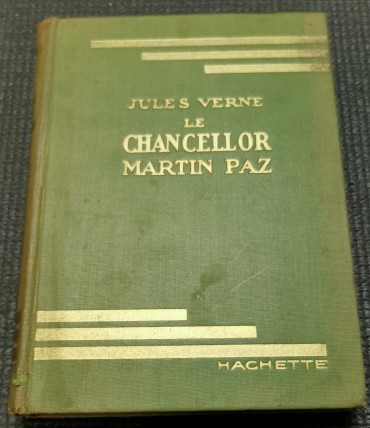 JULES VERNE
LE
CHANCELLOR
MARTIN PAZ
HACHETTE